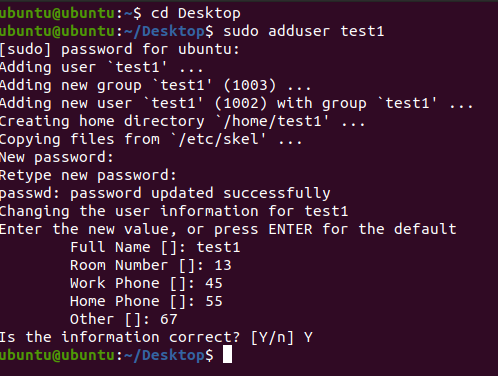 ubuntu@ubuntu:~$ cd Desktop
ubuntu@ubuntu:~/Desktop$ sudo adduser test1
[sudo] password for ubuntu:
Adding user `test1' ...
Adding new group `test1' (1003) ...
Adding new user `test1' (1002) with group `test1' ...
Creating home directory `/home/test1' ...
Copying files from `/etc/skel' ...
New password:
Retype new password:
passwd: password updated successfully
Changing the user information for test1
Enter the new value, or press ENTER for the default
        Full Name []: test1
        Room Number []: 13
        Work Phone []: 45
        Home Phone []: 55
        Other []: 67
Is the information correct? [Y/n] Y
ubuntu@ubuntu:~/Desktop$